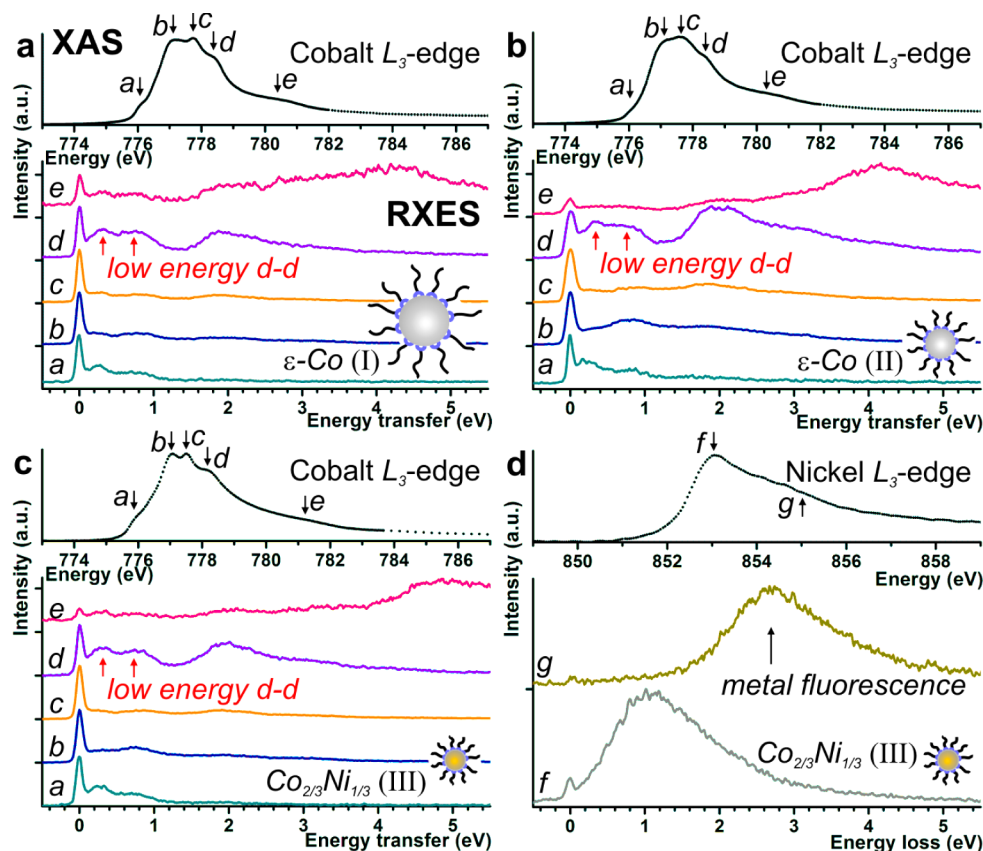 a XAS
Cobalt L3-edge
a b c d e
774 776 778 780 782 784 786
Energy (eV)
Intensity (a.u.)
RXES
e
d
low energy d-d
c
b
a
ε-Co (I)
0 1 2 3 4 5
Energy transfer (eV)
b
Cobalt L3-edge
a b c d e
774 776 778 780 782 784 786
Energy (eV)
Intensity (a.u.)
e
d
low energy d-d
c
b
a
ε-Co (II)
0 1 2 3 4 5
Energy transfer (eV)
c
Cobalt L3-edge
a b c d e
774 776 778 780 782 784 786
Energy (eV)
Intensity (a.u.)
e
d
low energy d-d
c
b
a
Co2/3Ni1/3 (III)
0 1 2 3 4 5
Energy transfer (eV)
d
Nickel L3-edge
f g
850 852 854 856 858
Energy (eV)
Intensity (a.u.)
g
metal fluorescence
f
Co2/3Ni1/3 (III)
0 1 2 3 4 5
Energy loss (eV)